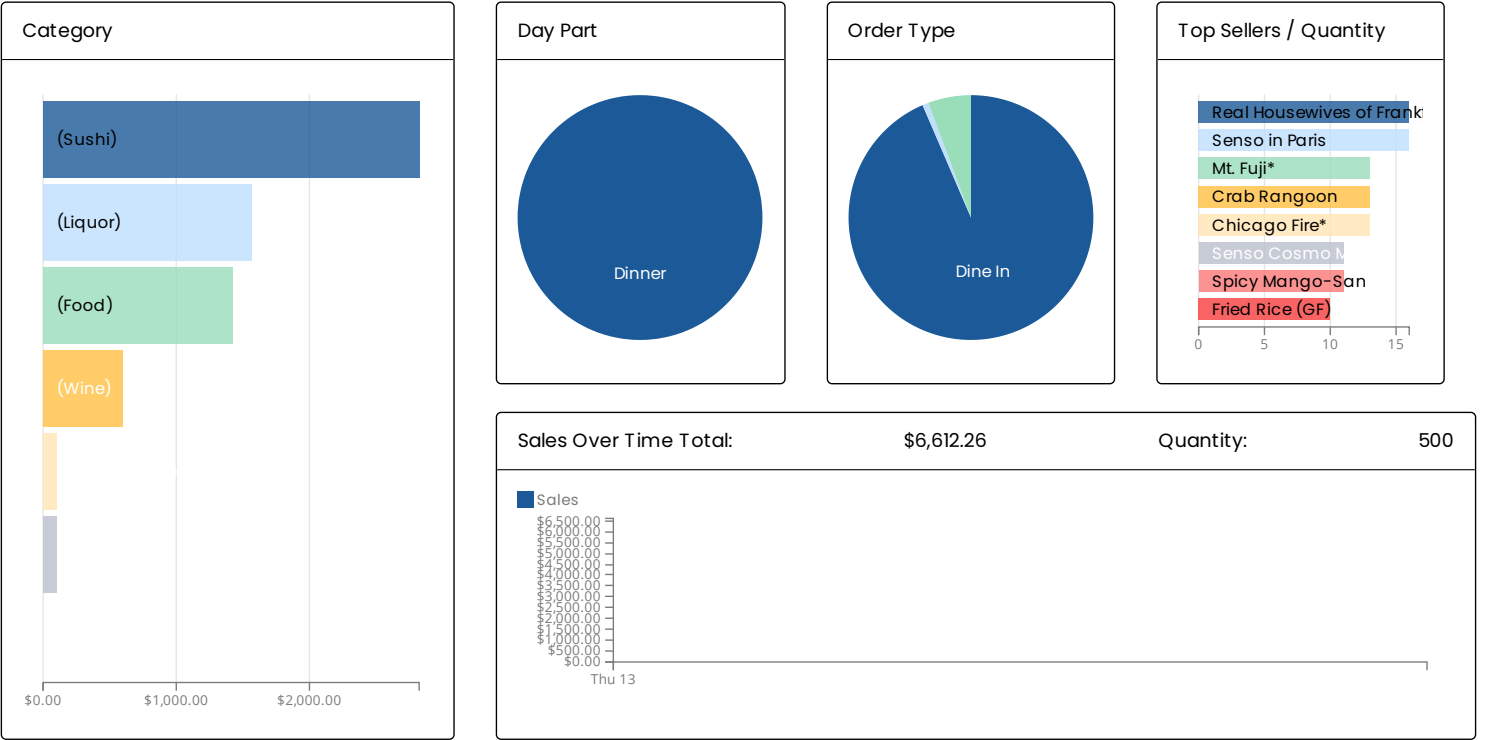 Category
(Sushi)
(Liquor)
(Food)
(Wine)
$0.00 $1,000.00 $2,000.00
Day Part
Dinner
Order Type
Dine In
Top Sellers / Quantity
Real Housewives of Frank
Senso in Paris
Mt. Fuji*
Crab Rangoon
Chicago Fire*
Senso Cosmo M
Spicy Mango-San
Fried Rice (GF)
0 5 10 15
Sales Over Time Total: $6,612.26 Quantity: 500
Sales
$6,500.00
$6,000.00
$5,500.00
$5,000.00
$4,500.00
$4,000.00
$3,500.00
$3,000.00
$2,500.00
$2,000.00
$1,500.00
$1,000.00
$500.00
$0.00
Thu 13